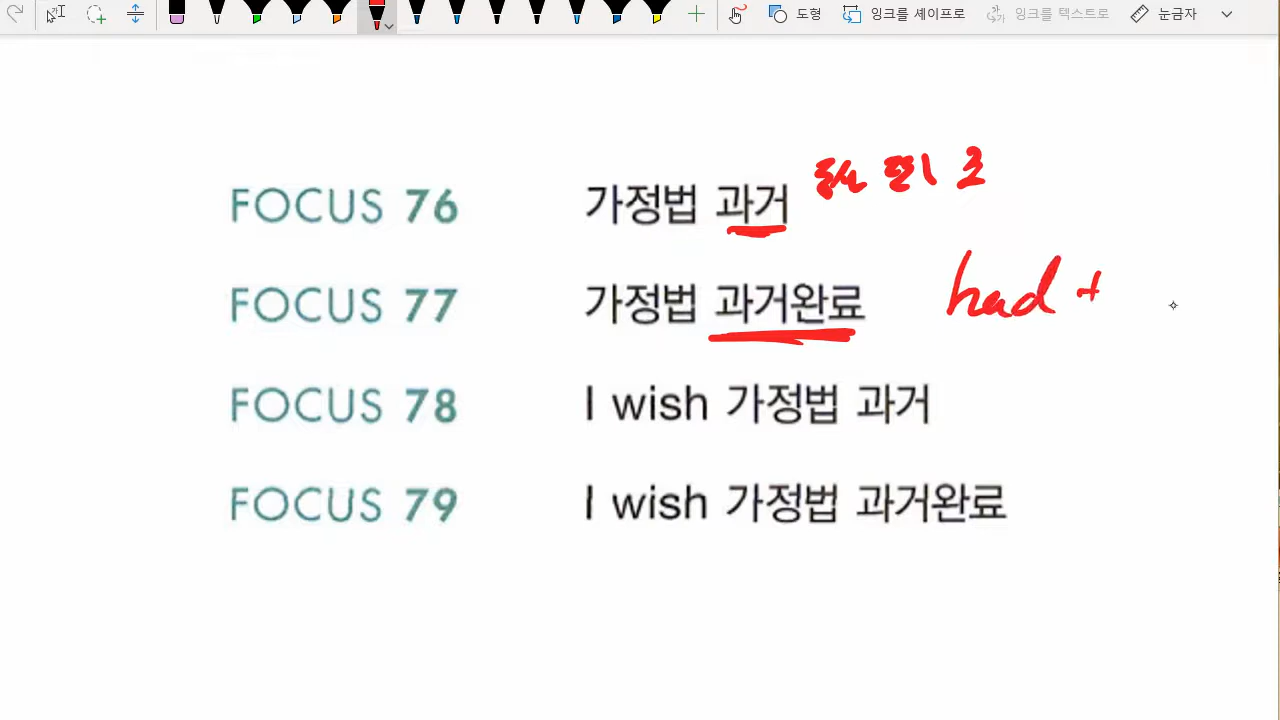 도형 잉크를 셰이프로 잉크를 텍스트로 눈금자
FOCUS 76 가정법 과거
FOCUS 77 가정법 과거완료 had +
FOCUS 78 I wish 가정법 과거
FOCUS 79 I wish 가정법 과거완료